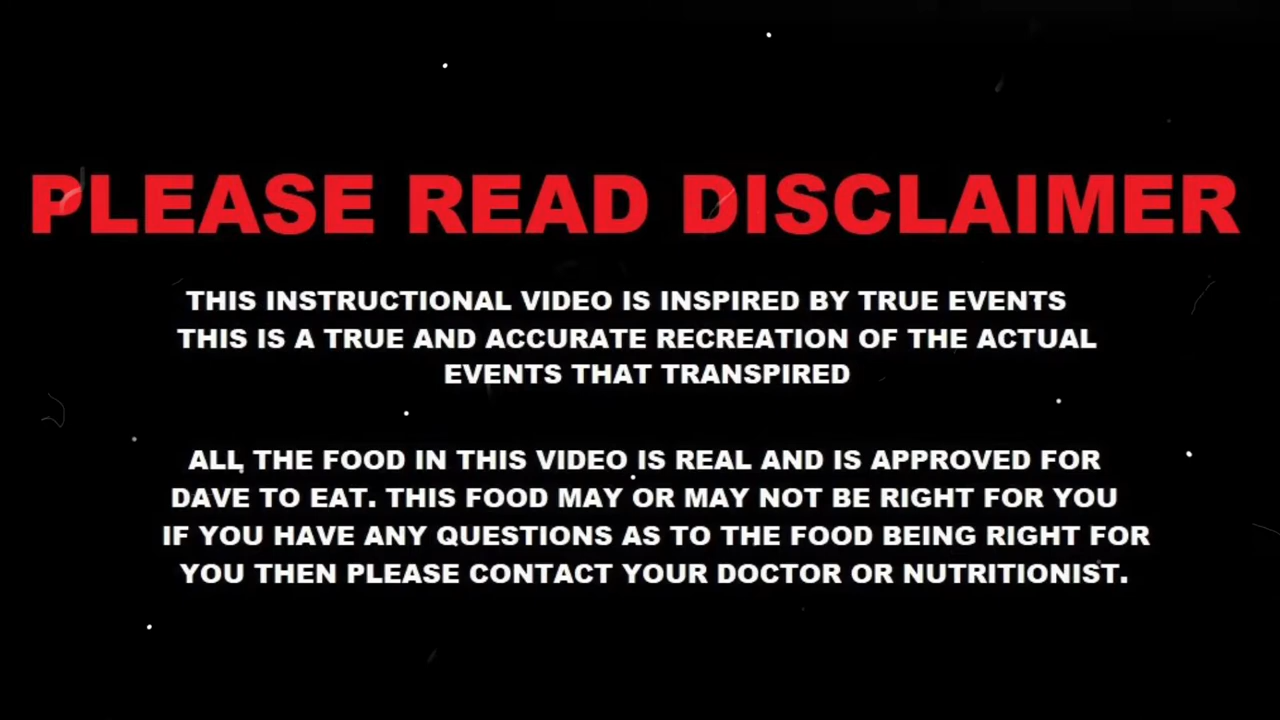 PLEASE READ DISCLAIMER
THIS INSTRUCTIONAL VIDEO IS INSPIRED BY TRUE EVENTS
THIS IS A TRUE AND ACCURATE RECREATION OF THE ACTUAL
EVENTS THAT TRANSPIRED
ALL THE FOOD IN THIS VIDEO IS REAL AND IS APPROVED FOR
DAVE TO EAT. THIS FOOD MAY OR MAY NOT BE RIGHT FOR YOU
IF YOU HAVE ANY QUESTIONS AS TO THE FOOD BEING RIGHT FOR
YOU THEN PLEASE CONTACT YOUR DOCTOR OR NUTRITIONIST.